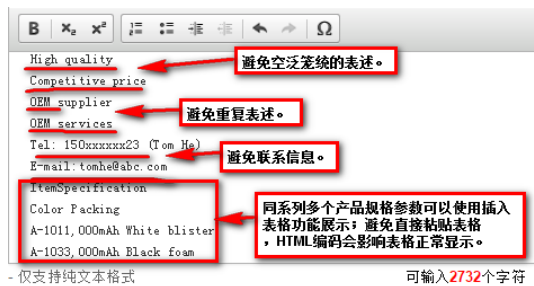 B x₂ x² Ω
High quality
避免空泛笼统的表述。
Competitive price
OEM supplier
避免重复表述。
OEM services
Tel: 150xxxxxx23 (Tom He)
避免联系信息。
E-mail:tomhe@abc.com
ItemSpecification
Color Packing
A-1011,000mAh White blister
A-1033,000mAh Black foam
同系列多个产品规格参数可以使用插入
表格功能展示；避免直接粘贴表格
，HTML编码会影响表格正常显示。
- 仅支持纯文本格式
可输入2732个字符